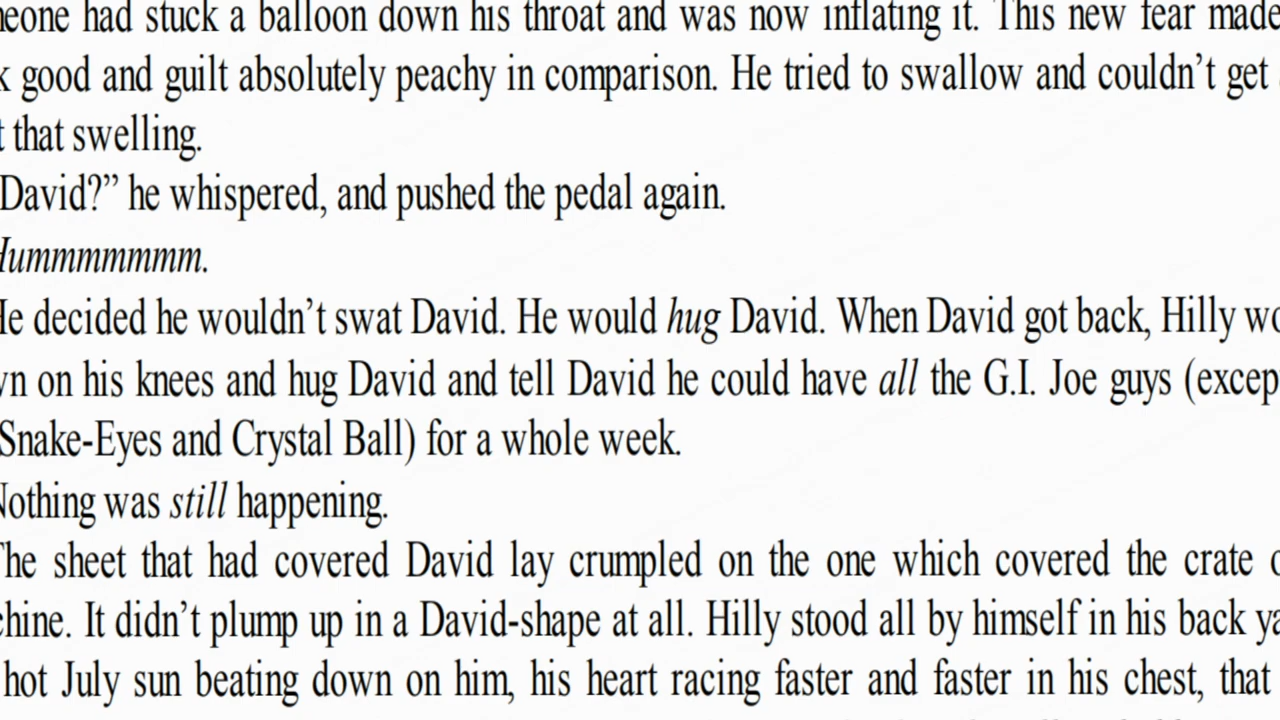 had stuck a balloon down his throat and was now inflating it. This new fear made
good and guilt absolutely peachy in comparison. He tried to swallow and couldn't get
that swelling.
David?” he whispered, and pushed the pedal again.
Hummmmmmm.
He decided he wouldn’t swat David. He would hug David. When David got back, Hilly
on his knees and hug David and tell David he could have all the G.I. Joe guys (except
Snake-Eyes and Crystal Ball) for a whole week.
Nothing was still happening.
The sheet that had covered David lay crumpled on the one which covered the crate
It didn’t plump up in a David-shape at all. Hilly stood all by himself in his back
hot July sun beating down on him, his heart racing faster and faster in his chest, that